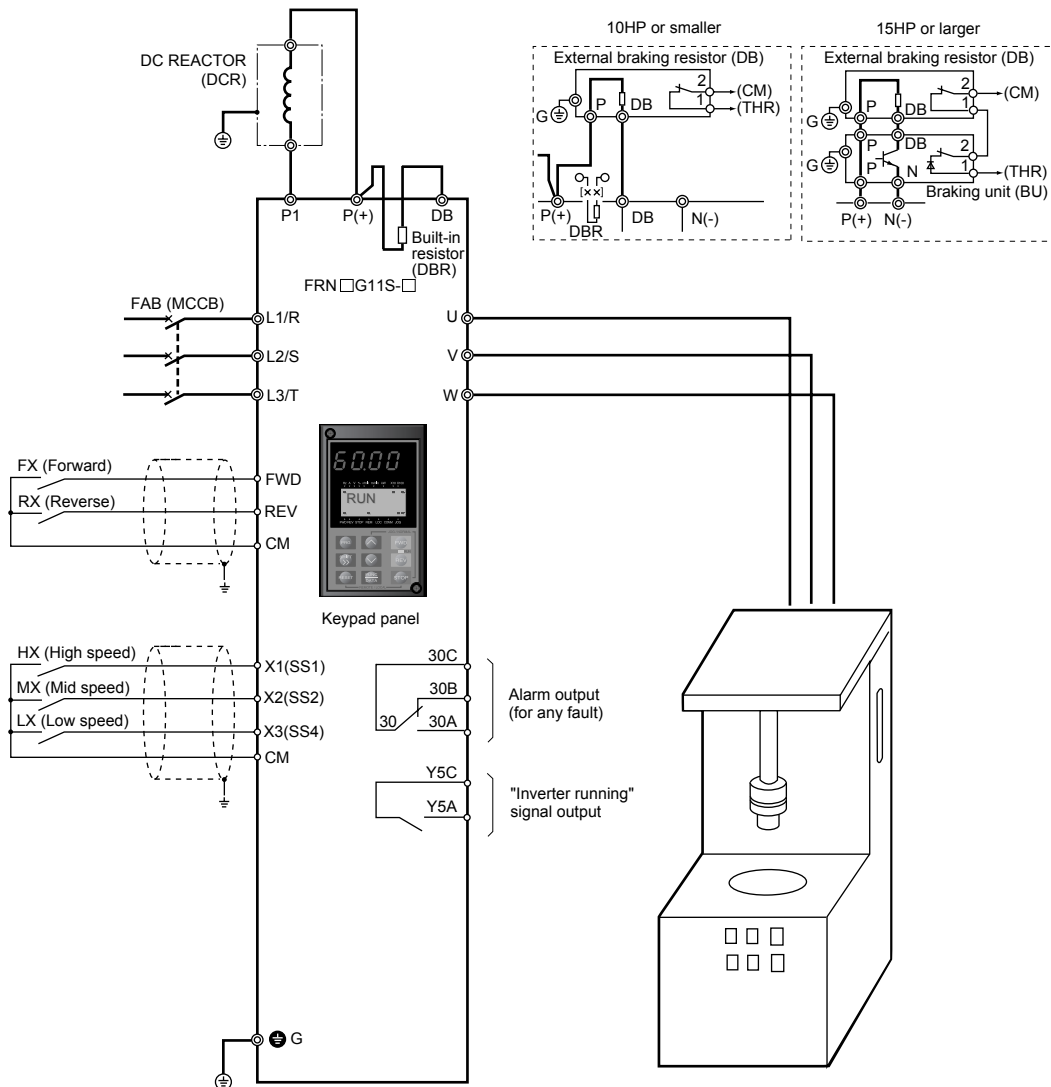 10HP or smaller
15HP or larger
DC REACTOR
(DCR)
External braking resistor (DB)
2
(CM)
P
DB
1
(THR)
G
P(+)
DBR
DB
N(-)
External braking resistor (DB)
2
(CM)
1
G
P
DB
P
DB
2
G
P
N
1
(THR)
Braking unit (BU)
P(+)
N(-)
P1
P(+)
DB
Built-in
resistor
(DBR)
FRN□G11S-□
FAB (MCCB)
L1/R
U
L2/S
V
L3/T
W
60.00
RUN
STOP
Keypad panel
FX (Forward)
FWD
RX (Reverse)
REV
CM
HX (High speed)
X1(SS1)
MX (Mid speed)
X2(SS2)
LX (Low speed)
X3(SS4)
CM
30C
30B
30
30A
Alarm output
(for any fault)
Y5C
Y5A
"Inverter running"
signal output
G